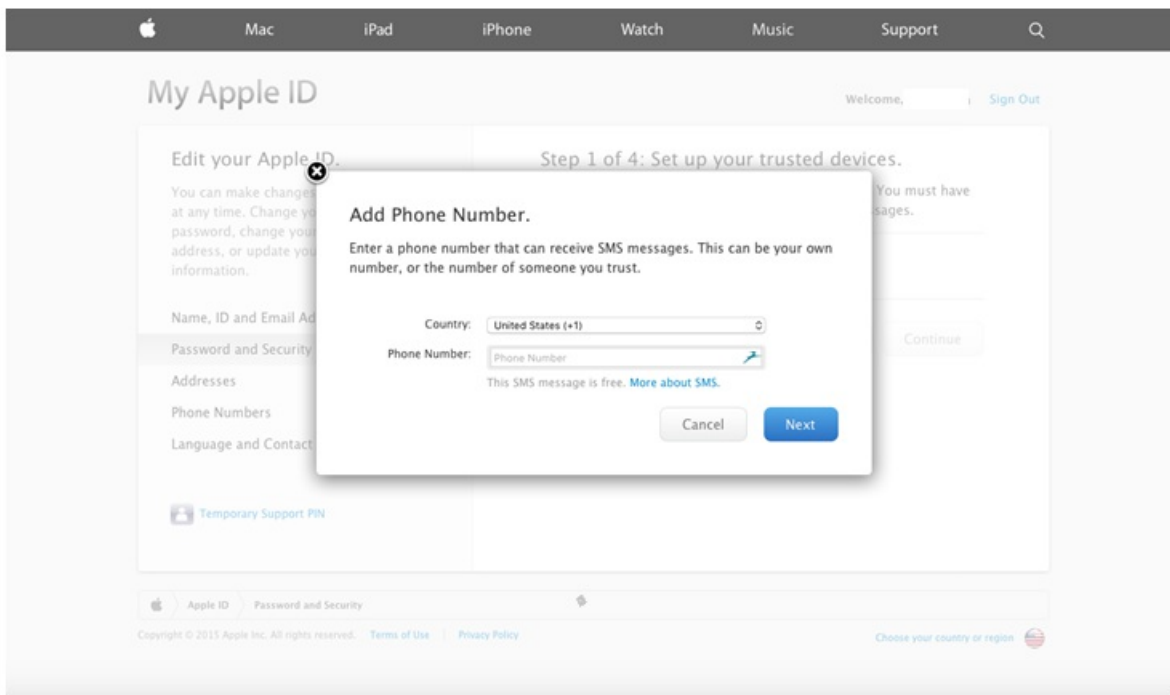 Mac iPad iPhone Watch Music Support
My Apple ID
Welcome, Sign Out
Edit your Apple ID.
You can make changes
at any time. Change yo
password, change your
address, or update you
information.
Name, ID and Email Ad
Password and Security
Addresses
Phone Numbers
Language and Contact
Temporary Support PIN
Step 1 of 4: Set up your trusted devices.
You must have
sages.
Continue
Add Phone Number.
Enter a phone number that can receive SMS messages. This can be your own
number, or the number of someone you trust.
Country: United States (+1)
Phone Number: Phone Number
This SMS message is free. More about SMS.
Cancel Next
Apple ID Password and Security
Copyright © 2015 Apple Inc. All rights reserved. Terms of Use Privacy Policy
Choose your country or region